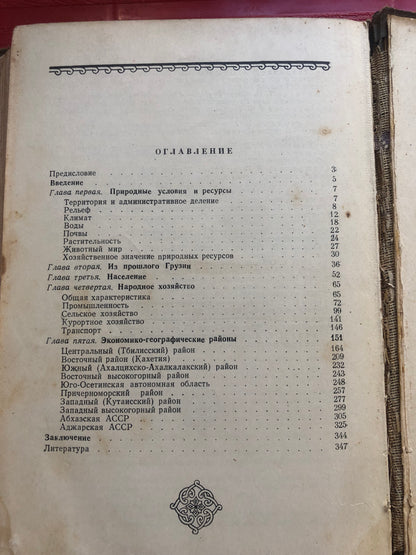 ОГЛАВЛЕНИЕ
Предисловие 3
Введение 5
Глава первая. Природные условия и ресурсы 7
Территория и административное деление 7
Рельеф 8
Климат 12
Воды 18
Почвы 22
Растительность 24
Животный мир 27
Хозяйственное значение природных ресурсов 30
Глава вторая. Из прошлого Грузии 36
Глава третья. Население 52
Глава четвертая. Народное хозяйство 65
Общая характеристика 65
Промышленность 72
Сельское хозяйство 99
Курортное хозяйство 141
Транспорт 146
Глава пятая. Экономико-географические районы 151
Центральный (Тбилисский) район 164
Восточный район (Кахетия) 209
Южный (Ахалцихско-Ахалкалакский) район 232
Восточный высокогорный район 243
Юго-Осетинская автономная область 248
Причерноморский район 257
Западный (Кутаисский) район 277
Западный высокогорный район 299
Абхазская АССР 305
Аджарская АССР 325
Заключение 344
Литература 347